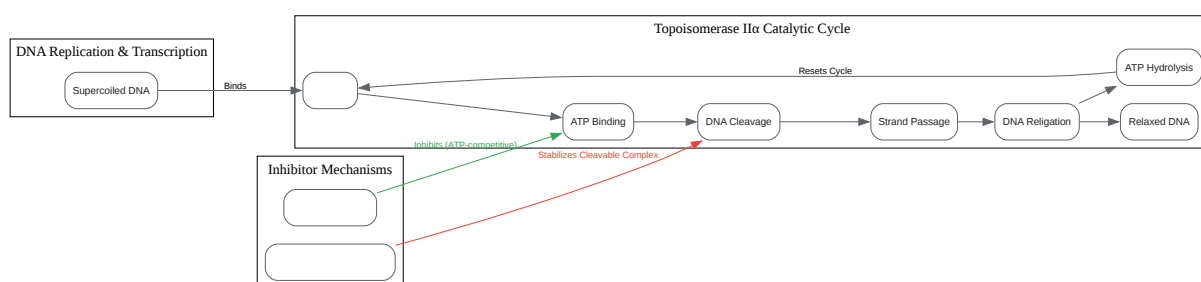 Topoisomerase IIα Catalytic Cycle
DNA Replication & Transcription
Supercoiled DNA
Binds
Resets Cycle
ATP Hydrolysis
ATP Binding
DNA Cleavage
Strand Passage
DNA Religation
Relaxed DNA
Inhibits (ATP-competitive)
Stabilizes Cleavable Complex
Inhibitor Mechanisms